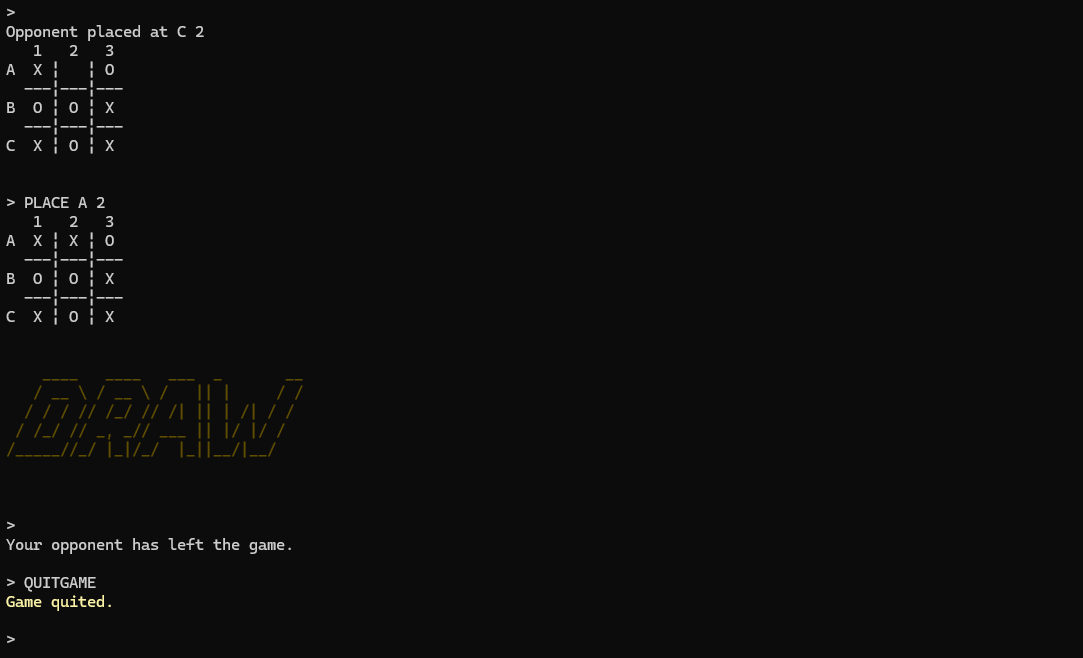 >
Opponent placed at C 2
   1   2   3
A  X ¦   ¦ O
  ---¦---¦---
B  O ¦ O ¦ X
  ---¦---¦---
C  X ¦ O ¦ X
> PLACE A 2
   1   2   3
A  X ¦ X ¦ O
  ---¦---¦---
B  O ¦ O ¦ X
  ---¦---¦---
C  X ¦ O ¦ X
DRAW
>
Your opponent has left the game.
> QUITGAME
Game quited.
>